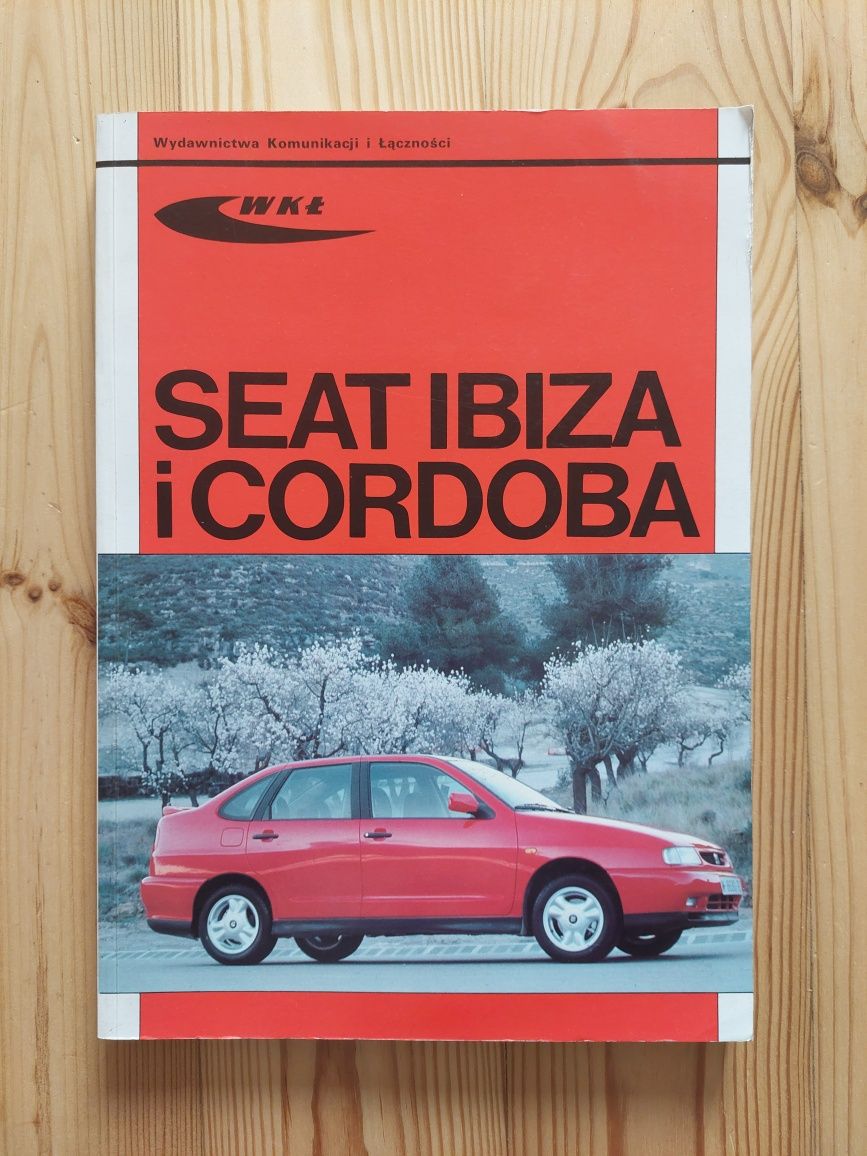 Wydawnictwa Komunikacji i Łączności
WKŁ
SEAT IBIZA
i CORDOBA